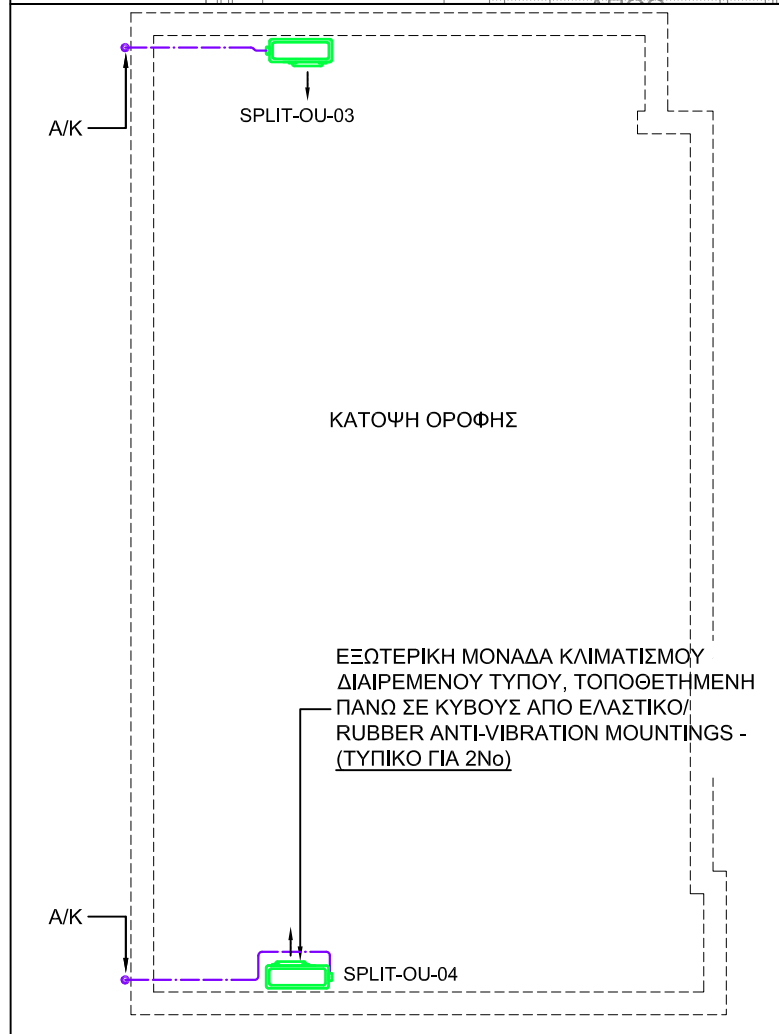 SPLIT-OU-03
A/K
ΚΑΤΟΨΗ ΟΡΟΦΗΣ
ΕΞΩΤΕΡΙΚΗ ΜΟΝΑΔΑ ΚΛΙΜΑΤΙΣΜΟΥ
ΔΙΑΙΡΕΜΕΝΟΥ ΤΥΠΟΥ, ΤΟΠΟΘΕΤΗΜΕΝΗ
ΠΑΝΩ ΣΕ ΚΥΒΟΥΣ ΑΠΟ ΕΛΑΣΤΙΚΟ/
RUBBER ANTI-VIBRATION MOUNTINGS -
(ΤΥΠΙΚΟ ΓΙΑ 2No)
A/K
SPLIT-OU-04